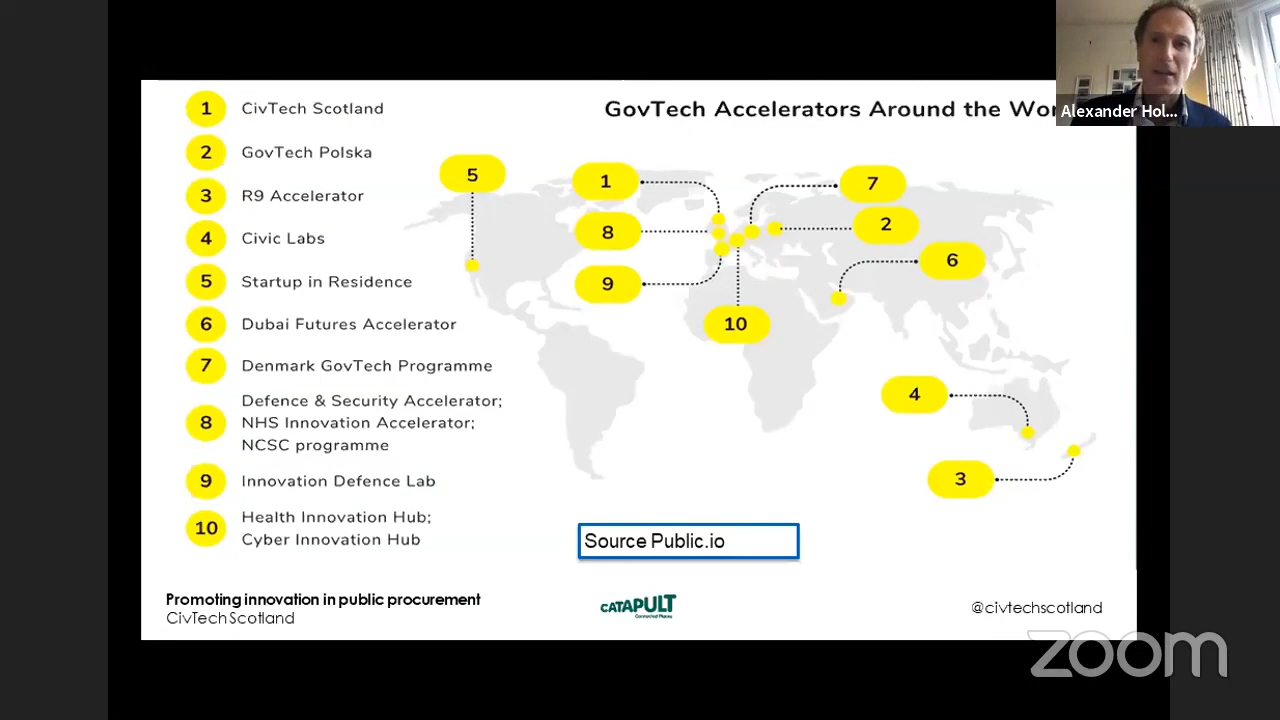 Alexander Hol...
GovTech Accelerators Around the Wor
1 CivTech Scotland
2 GovTech Polska
3 R9 Accelerator
4 Civic Labs
5 Startup in Residence
6 Dubai Futures Accelerator
7 Denmark GovTech Programme
8 Defence & Security Accelerator;
NHS Innovation Accelerator;
NCSC programme
9 Innovation Defence Lab
10 Health Innovation Hub;
Cyber Innovation Hub
5
1
7
8
2
6
9
10
4
3
Source Public.io
Promoting innovation in public procurement
CivTechScotland
CATAPULT
Connected Places
@civtechscotland
zoom